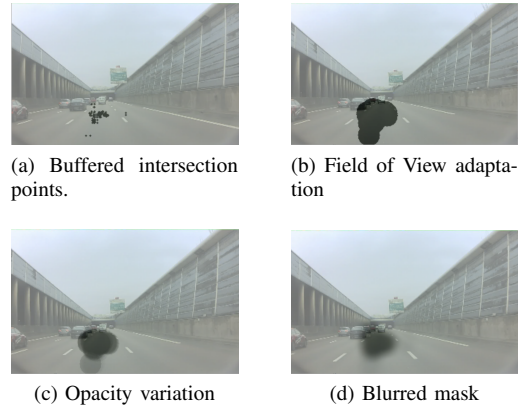 (a) Buffered intersection
points.
(b) Field of View adapta-
tion
(c) Opacity variation
(d) Blurred mask